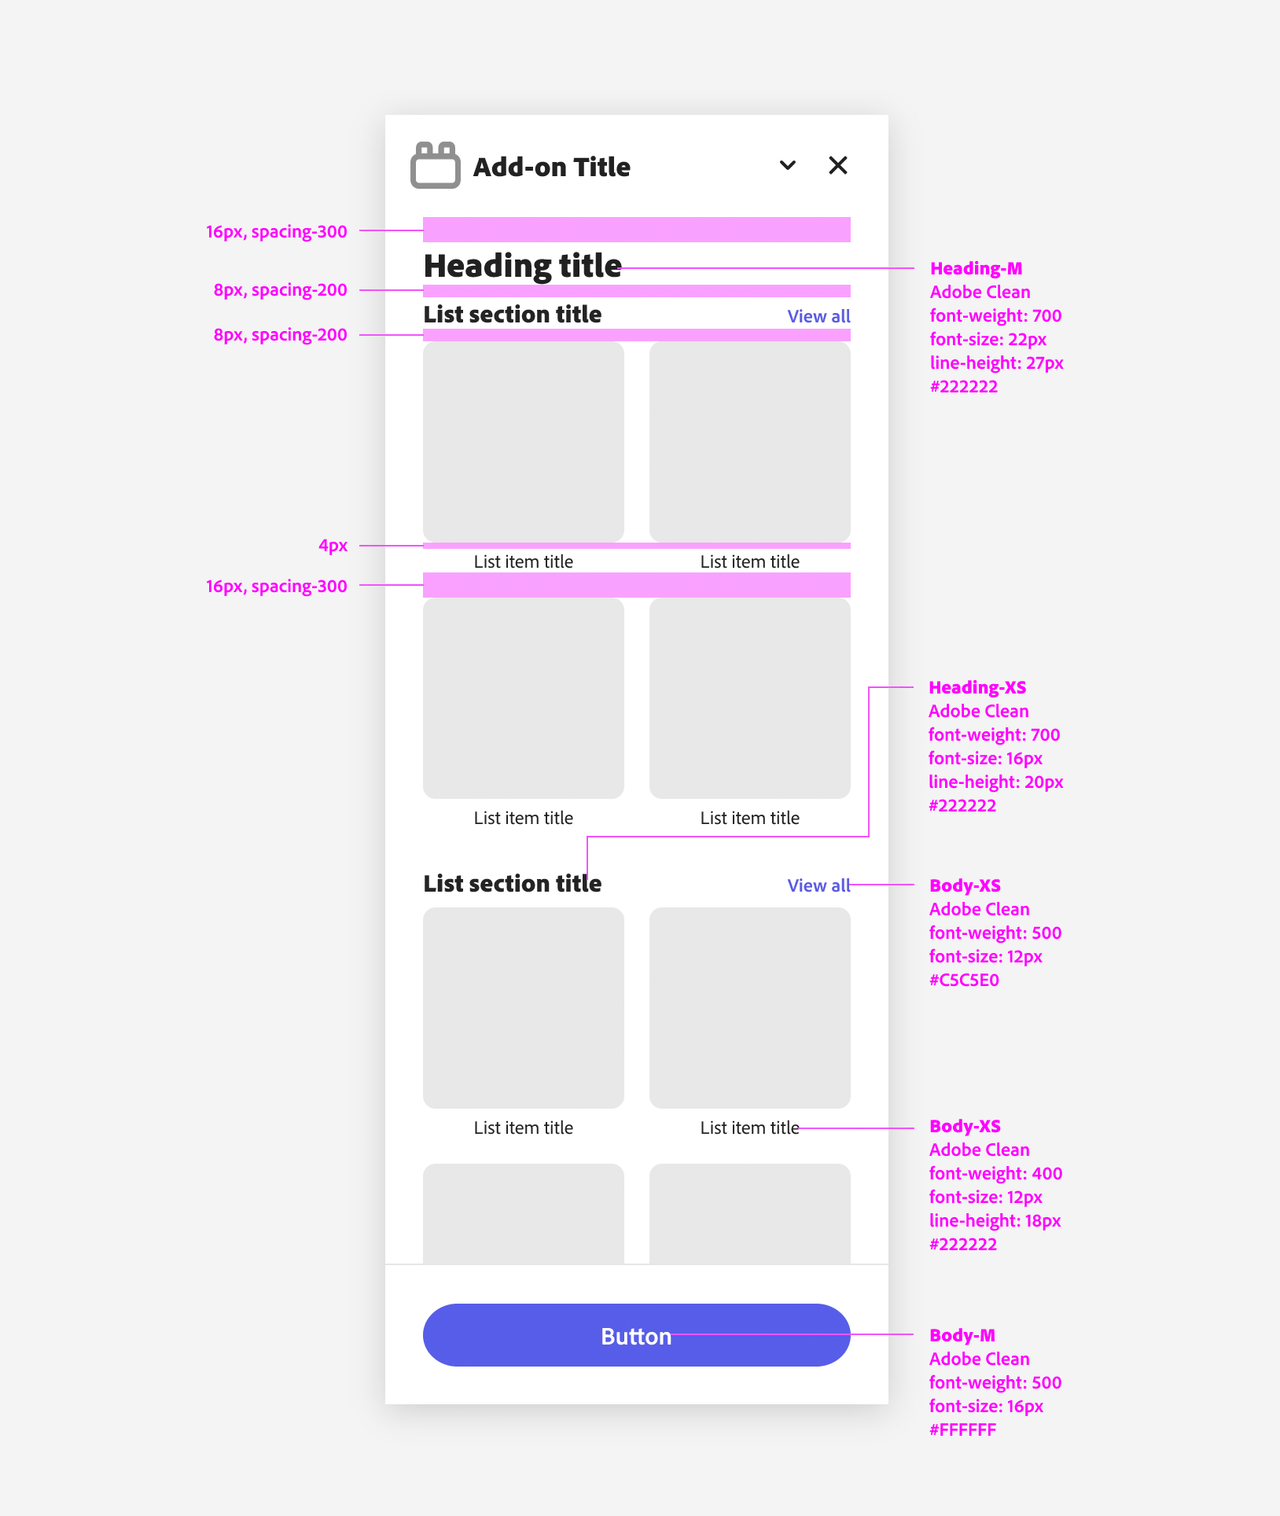 Add-on Title
16px, spacing-300
Heading title
8px, spacing-200
List section title
View all
8px, spacing-200
4px
List item title
List item title
16px, spacing-300
List item title
List item title
List section title
View all
List item title
List item title
Button
Heading-M
Adobe Clean
font-weight: 700
font-size: 22px
line-height: 27px
#222222
Heading-XS
Adobe Clean
font-weight: 700
font-size: 16px
line-height: 20px
#222222
Body-XS
Adobe Clean
font-weight: 500
font-size: 12px
#C5C5E0
Body-XS
Adobe Clean
font-weight: 400
font-size: 12px
line-height: 18px
#222222
Body-M
Adobe Clean
font-weight: 500
font-size: 16px
#FFFFFF